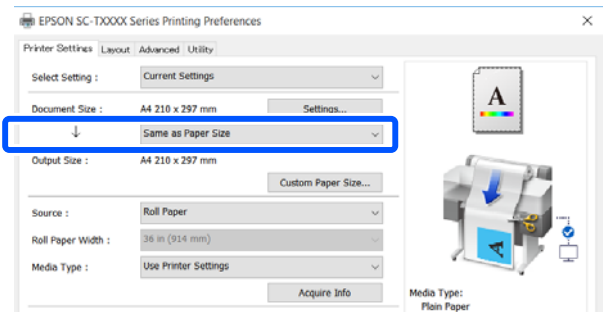 EPSON SC-TXXXX Series Printing Preferences
Printer Settings Layout Advanced Utility
Select Setting : Current Settings
Document Size : A4 210 x 297 mm Settings...
↓ Same as Paper Size
Output Size : A4 210 x 297 mm
Custom Paper Size...
Source : Roll Paper
Roll Paper Width : 36 in (914 mm)
Media Type : Use Printer Settings
Acquire Info
A
A
Media Type:
Plain Paper